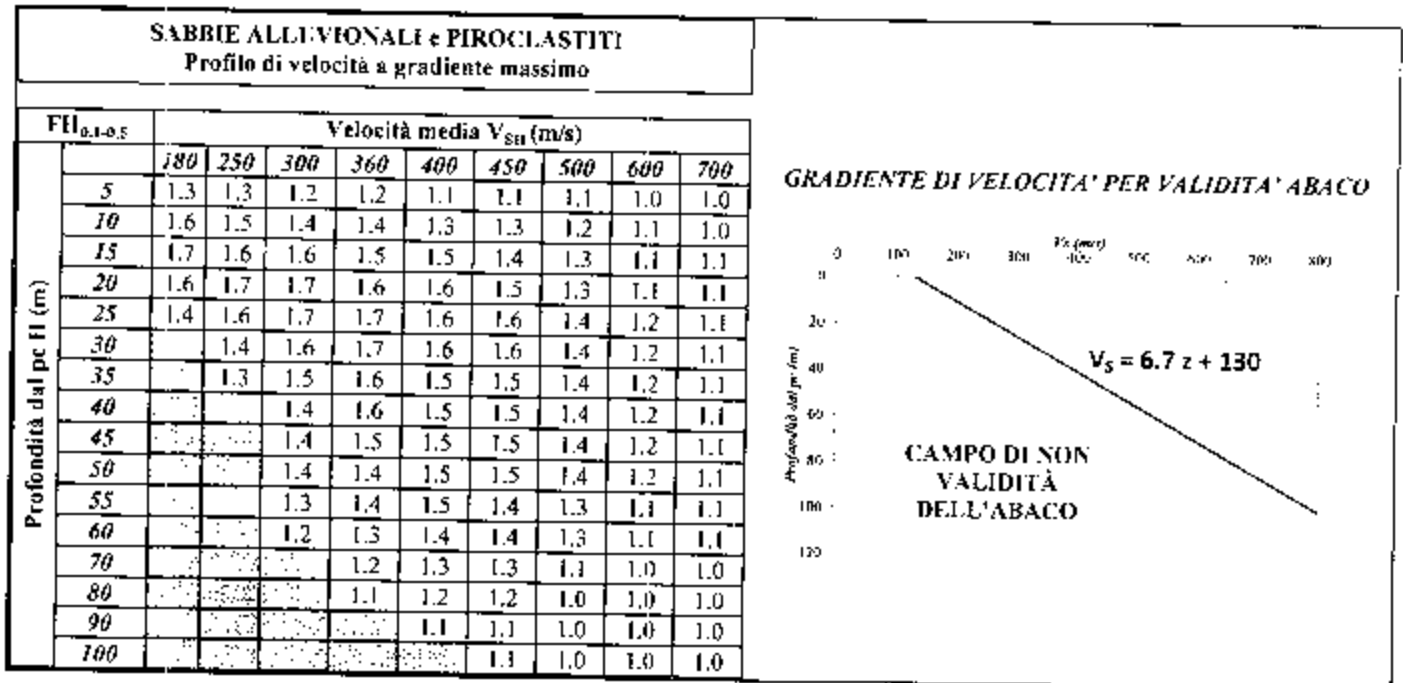 SABBIE ALLUVIONALI e PIROCLASTITI
Profilo di velocità a gradiente massimo
FH0.1-0.5 Velocità media VSH (m/s)
180 250 300 360 400 450 500 600 700
Profondità dal pc H (m)
5 1.3 1.3 1.2 1.2 1.1 1.1 1.1 1.0 1.0
10 1.6 1.5 1.4 1.4 1.3 1.3 1.2 1.1 1.0
15 1.7 1.6 1.6 1.5 1.5 1.4 1.3 1.1 1.1
20 1.6 1.7 1.7 1.6 1.6 1.5 1.3 1.1 1.1
25 1.4 1.6 1.7 1.7 1.6 1.6 1.4 1.2 1.1
30 1.4 1.6 1.7 1.6 1.6 1.4 1.2 1.1
35 1.3 1.5 1.6 1.5 1.5 1.4 1.2 1.1
40 1.4 1.6 1.5 1.5 1.4 1.2 1.1
45 1.4 1.5 1.5 1.5 1.4 1.2 1.1
50 1.4 1.4 1.5 1.5 1.4 1.2 1.1
55 1.3 1.4 1.5 1.4 1.3 1.1 1.1
60 1.2 1.3 1.4 1.4 1.3 1.1 1.1
70 1.2 1.3 1.3 1.1 1.0 1.0
80 1.1 1.2 1.2 1.0 1.0 1.0
90 1.1 1.1 1.0 1.0 1.0
100 1.1 1.0 1.0 1.0
GRADIENTE DI VELOCITA' PER VALIDITA' ABACO
Vs (m/s)
0 100 200 300 400 500 600 700 800
Profondità dal pc (m)
0
20
40
60
80
100
120
VS = 6.7 z + 130
CAMPO DI NON
VALIDITÀ
DELL'ABACO